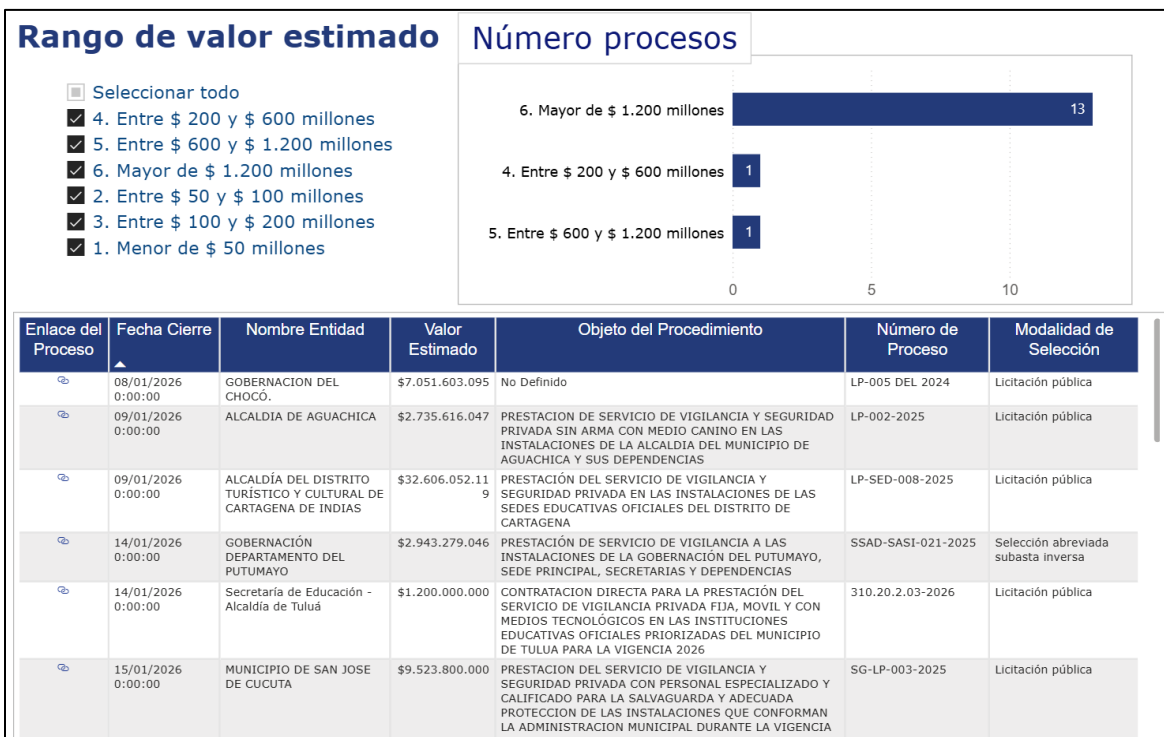 Rango de valor estimado
Seleccionar todo
4. Entre $ 200 y $ 600 millones
5. Entre $ 600 y $ 1.200 millones
6. Mayor de $ 1.200 millones
2. Entre $ 50 y $ 100 millones
3. Entre $ 100 y $ 200 millones
1. Menor de $ 50 millones
Número procesos
6. Mayor de $ 1.200 millones 13
4. Entre $ 200 y $ 600 millones 1
5. Entre $ 600 y $ 1.200 millones 1
0 5 10
Enlace del Proceso
Fecha Cierre
Nombre Entidad
Valor Estimado
Objeto del Procedimiento
Número de Proceso
Modalidad de Selección
08/01/2026
0:00:00
GOBERNACION DEL
CHOCÓ.
$7.051.603.095
No Definido
LP-005 DEL 2024
Licitación pública
09/01/2026
0:00:00
ALCALDIA DE AGUACHICA
$2.735.616.047
PRESTACION DE SERVICIO DE VIGILANCIA Y SEGURIDAD
PRIVADA SIN ARMA CON MEDIO CANINO EN LAS
INSTALACIONES DE LA ALCALDIA DEL MUNICIPIO DE
AGUACHICA Y SUS DEPENDENCIAS
LP-002-2025
Licitación pública
09/01/2026
0:00:00
ALCALDÍA DEL DISTRITO
TURÍSTICO Y CULTURAL DE
CARTAGENA DE INDIAS
$32.606.052.11
9
PRESTACIÓN DEL SERVICIO DE VIGILANCIA Y
SEGURIDAD PRIVADA EN LAS INSTALACIONES DE LAS
SEDES EDUCATIVAS OFICIALES DEL DISTRITO DE
CARTAGENA
LP-SED-008-2025
Licitación pública
14/01/2026
0:00:00
GOBERNACIÓN
DEPARTAMENTO DEL
PUTUMAYO
$2.943.279.046
PRESTACIÓN DE SERVICIO DE VIGILANCIA A LAS
INSTALACIONES DE LA GOBERNACIÓN DEL PUTUMAYO,
SEDE PRINCIPAL, SECRETARIAS Y DEPENDENCIAS
SSAD-SASI-021-2025
Selección abreviada
subasta inversa
14/01/2026
0:00:00
Secretaría de Educación -
Alcaldía de Tuluá
$1.200.000.000
CONTRATACION DIRECTA PARA LA PRESTACIÓN DEL
SERVICIO DE VIGILANCIA PRIVADA FIJA, MOVIL Y CON
MEDIOS TECNOLÓGICOS EN LAS INSTITUCIONES
EDUCATIVAS OFICIALES PRIORIZADAS DEL MUNICIPIO
DE TULUA PARA LA VIGENCIA 2026
310.20.2.03-2026
Licitación pública
15/01/2026
0:00:00
MUNICIPIO DE SAN JOSE
DE CUCUTA
$9.523.800.000
PRESTACION DEL SERVICIO DE VIGILANCIA Y
SEGURIDAD PRIVADA CON PERSONAL ESPECIALIZADO Y
CALIFICADO PARA LA SALVAGUARDA Y ADECUADA
PROTECCION DE LAS INSTALACIONES QUE CONFORMAN
LA ADMINISTRACION MUNICIPAL DURANTE LA VIGENCIA
SG-LP-003-2025
Licitación pública